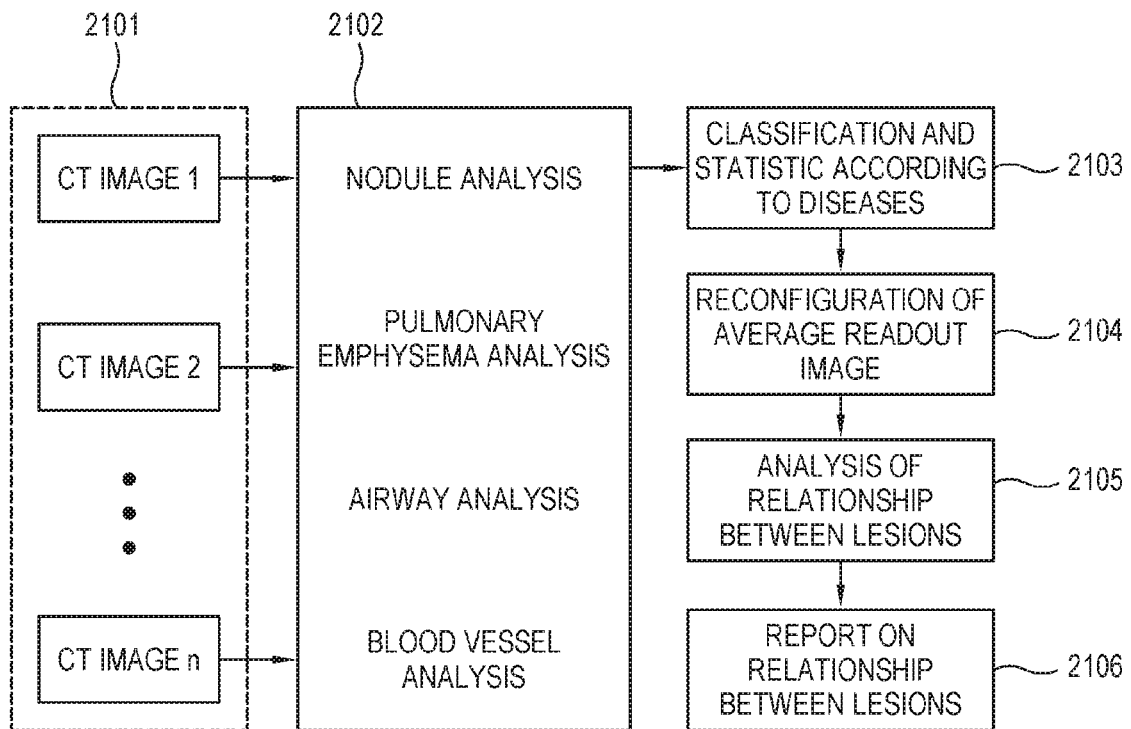 2101
2102
CT IMAGE 1
CT IMAGE 2
CT IMAGE n
NODULE ANALYSIS
PULMONARY
EMPHYSEMA ANALYSIS
AIRWAY ANALYSIS
BLOOD VESSEL
ANALYSIS
CLASSIFICATION AND
STATISTIC ACCORDING
TO DISEASES
2103
RECONFIGURATION OF
AVERAGE READOUT
IMAGE
2104
ANALYSIS OF
RELATIONSHIP
BETWEEN LESIONS
2105
REPORT ON
RELATIONSHIP
BETWEEN LESIONS
2106